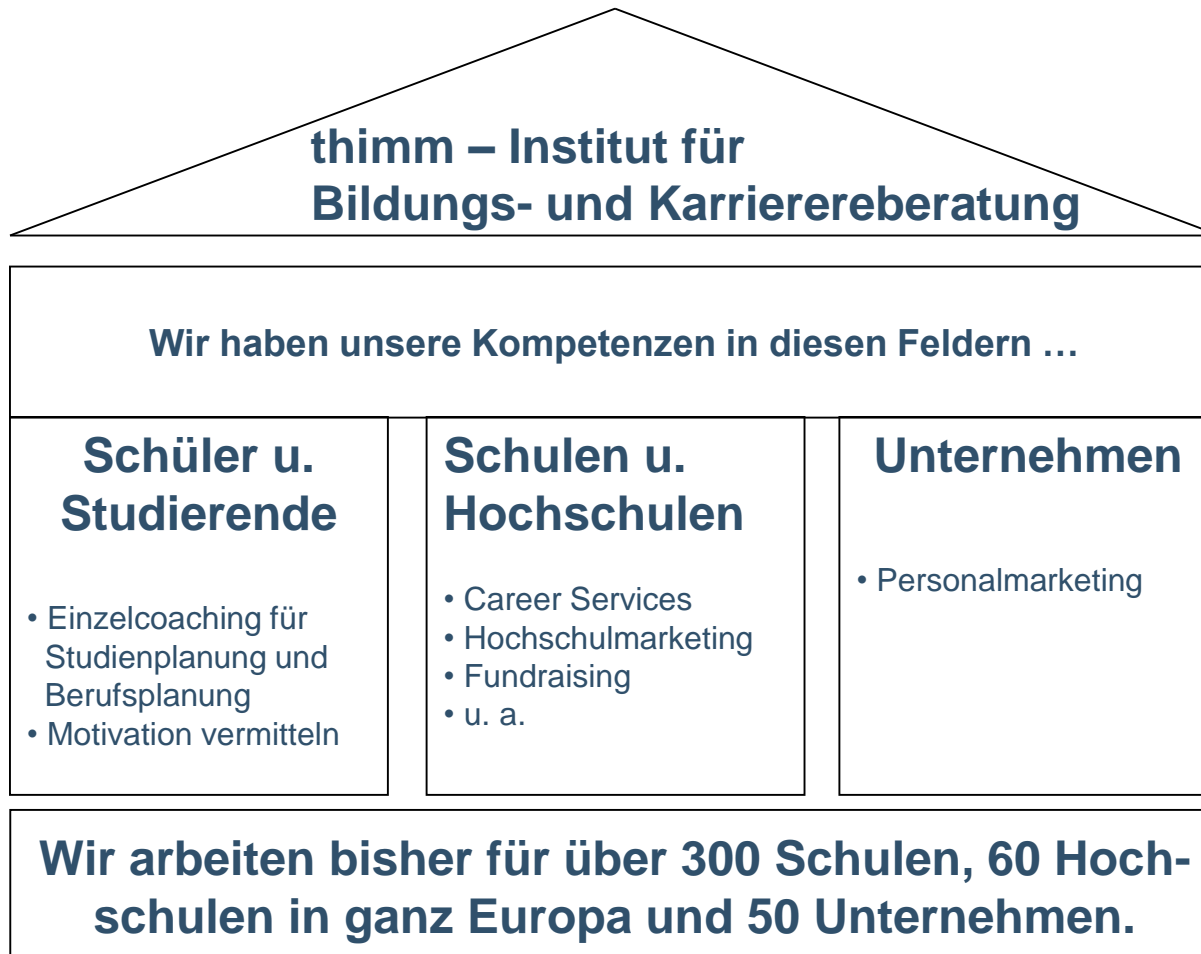 thimm – Institut für
Bildungs- und Karrierereberatung
Wir haben unsere Kompetenzen in diesen Feldern …
Schüler u.
Studierende
• Einzelcoaching für
Studienplanung und
Berufsplanung
• Motivation vermitteln
Schulen u.
Hochschulen
• Career Services
• Hochschulmarketing
• Fundraising
• u. a.
Unternehmen
• Personalmarketing
Wir arbeiten bisher für über 300 Schulen, 60 Hoch-
schulen in ganz Europa und 50 Unternehmen.